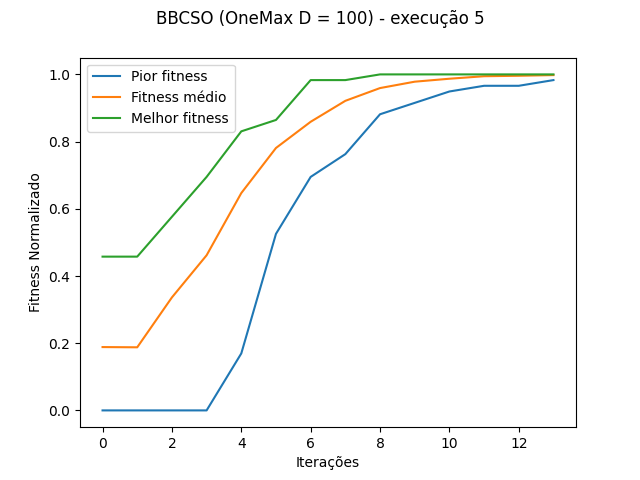 BBCSO (OneMax D = 100) - execução 5
Pior fitness
Fitness médio
Melhor fitness
Fitness Normalizado
1.0
0.8
0.6
0.4
0.2
0.0
0 2 4 6 8 10 12
Iterações